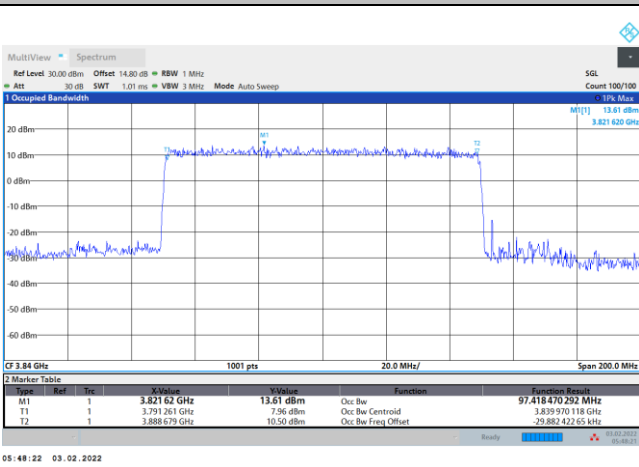 MultiView Spectrum
Ref Level 30.00 dBm Offset 14.80 dB RBW 1 MHz SGL
Att 30 dB SWT 1.01 ms VBW 3 MHz Mode Auto Sweep Count 100/100
1 Occupied Bandwidth 1Pk Max
M1[1] 13.61 dBm
3.821 620 GHz
20 dBm
M1
T1 T2
10 dBm
0 dBm
-10 dBm
-20 dBm
-30 dBm
-40 dBm
-50 dBm
-60 dBm
CF 3.84 GHz 1001 pts 20.0 MHz/ Span 200.0 MHz
2 Marker Table
Type Ref Trc X-Value Y-Value Function Function Result
M1 1 3.821 62 GHz 13.61 dBm Occ Bw 97.418 470 292 MHz
T1 1 3.791 261 GHz 7.96 dBm Occ Bw Centroid 3.839 970 118 GHz
T2 1 3.888 679 GHz 10.50 dBm Occ Bw Freq Offset -29.882 422 65 kHz
Ready 03.02.2022
05:48:21
05:48:22 03.02.2022